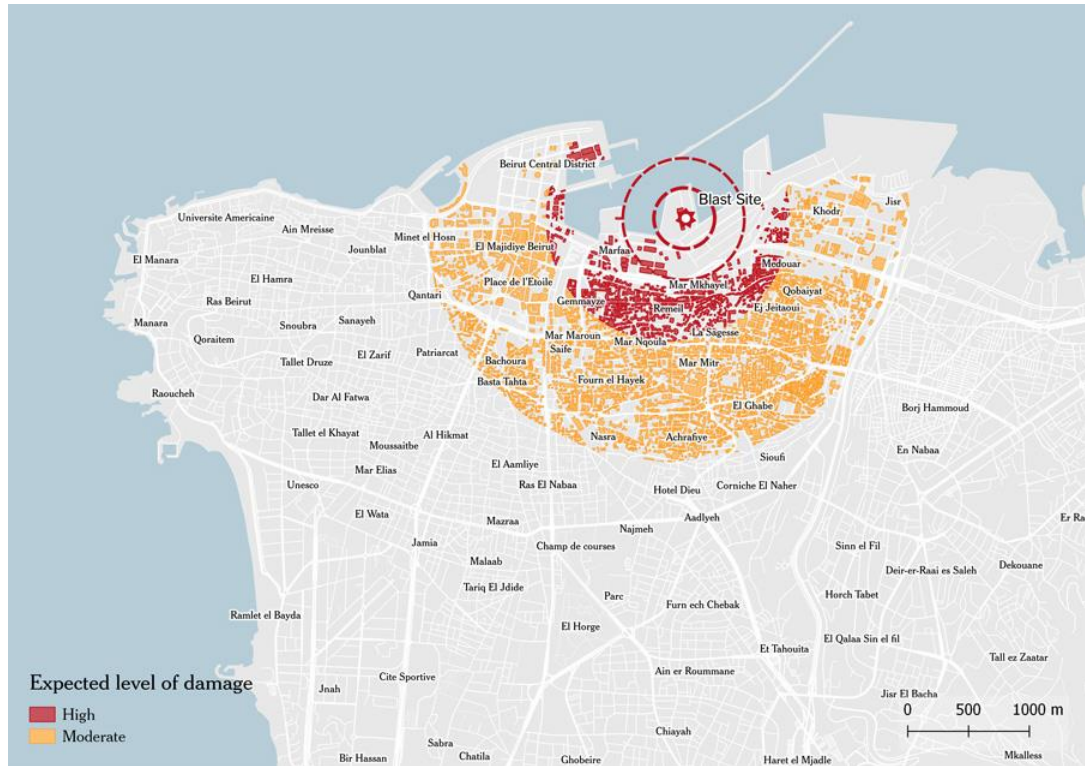 Beirut Central District
Blast Site
Jisr
Khodr
Universite Americaine
Ain Mreisse
Minet el Hosn
Jounblat
El Majidiye Beirut
Marfaa
El Manara
Medouar
El Hamra
Place de l'Etoile
Mar Mkhayel
Qobaiyat
Ras Beirut
Qantari
Gemmayze
Remeil
Ej Jeitaoui
Manara
Snoubra
Sanayeh
La Sagesse
Qoraitem
Mar Maroun
Mar Nqoula
Saife
El Zarif
Patriarcat
Tallet Druze
Bachoura
Mar Mitr
Basta Tahta
Fourn el Hayek
Raoucheh
Dar Al Fatwa
El Ghabe
Borj Hammoud
Tallet el Khayat
Al Hikmat
Nasra
Achrafiye
Moussaitbe
En Nabaa
Sioufi
Mar Elias
El Aamliye
Unesco
Ras El Nabaa
Hotel Dieu
Corniche El Naher
El Wata
Mazraa
Aadlyeh
Er Ra
Najmeh
Jamia
Champ de courses
Sinn el Fil
Malaab
Deir-er-Raai es Saleh
Dekouane
Tariq El Jdide
Parc
Furn ech Chebak
Horch Tabet
Ramlet el Bayda
El Horge
El Qalaa Sin el fil
Et Tahouita
Tall ez Zaatar
Ain er Roummane
Cite Sportive
Jnah
Jisr El Bacha
Expected level of damage
High
Moderate
0 500 1000 m
Chiyah
Sabra
Bir Hassan
Chatila
Ghobeire
Haret el Mjadle
Mkalless